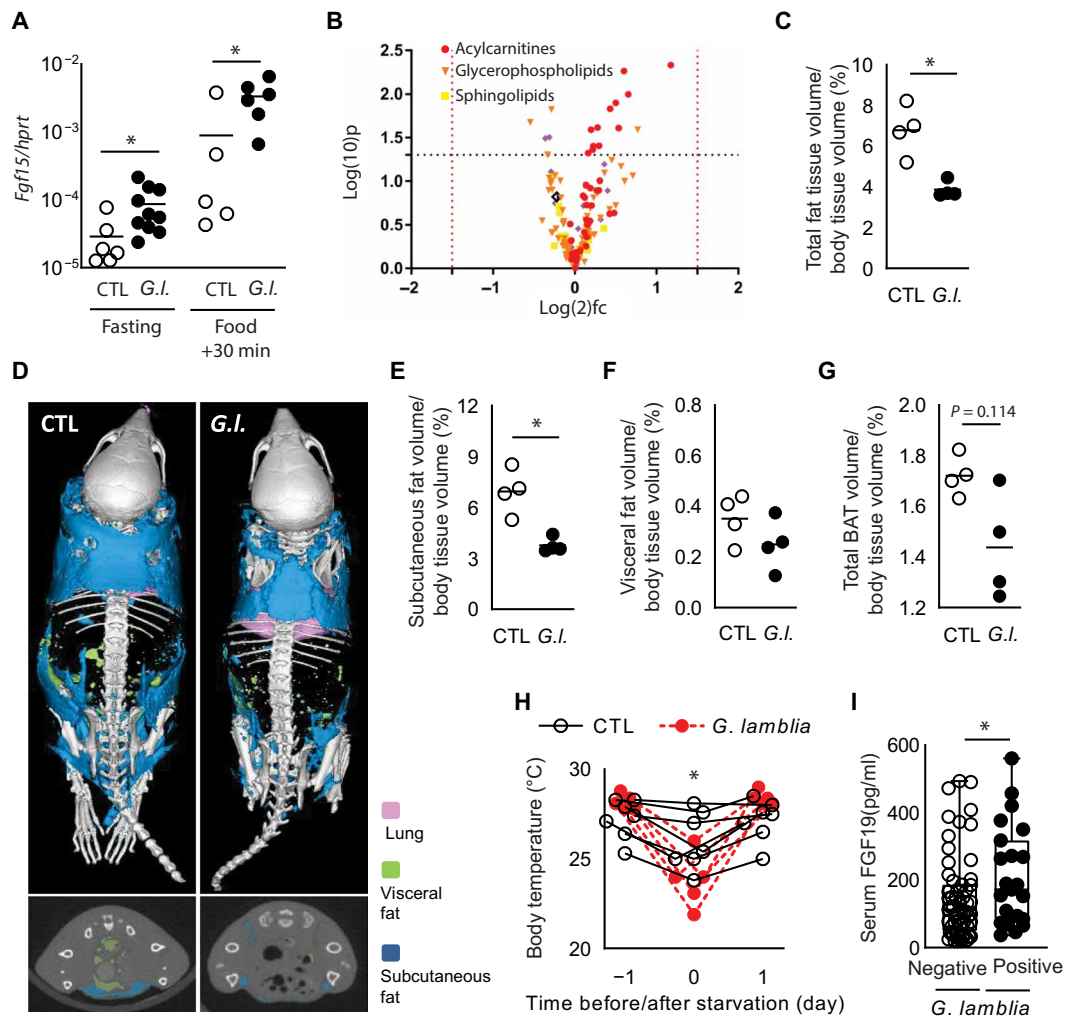 A
Fgf15/hprt
10⁻²
10⁻³
10⁻⁴
10⁻⁵
*
*
CTL G.l. CTL G.l.
Fasting Food
+30 min
B
Log(10)p
2.5
2.0
1.5
1.0
0.5
0.0
Acylcarnitines
Glycerophospholipids
Sphingolipids
−2 −1 0 1 2
Log(2)fc
C
Total fat tissue volume/
body tissue volume (%)
10
8
6
4
2
0
*
CTL G.l.
D
CTL G.l.
Lung
Visceral
fat
Subcutaneous
fat
E
Subcutaneous fat volume/
body tissue volume (%)
12
9
6
3
0
*
CTL G.l.
F
Visceral fat volume/
body tissue volume (%)
0.8
0.6
0.4
0.2
0.0
CTL G.l.
G
Total BAT volume/
body tissue volume (%)
2.0
1.8
1.6
1.4
1.2
P = 0.114
CTL G.l.
H
CTL G. lamblia
Body temperature (°C)
30
25
20
*
−1 0 1
Time before/after starvation (day)
I
Serum FGF19(pg/ml)
600
400
200
0
*
Negative Positive
G. lamblia